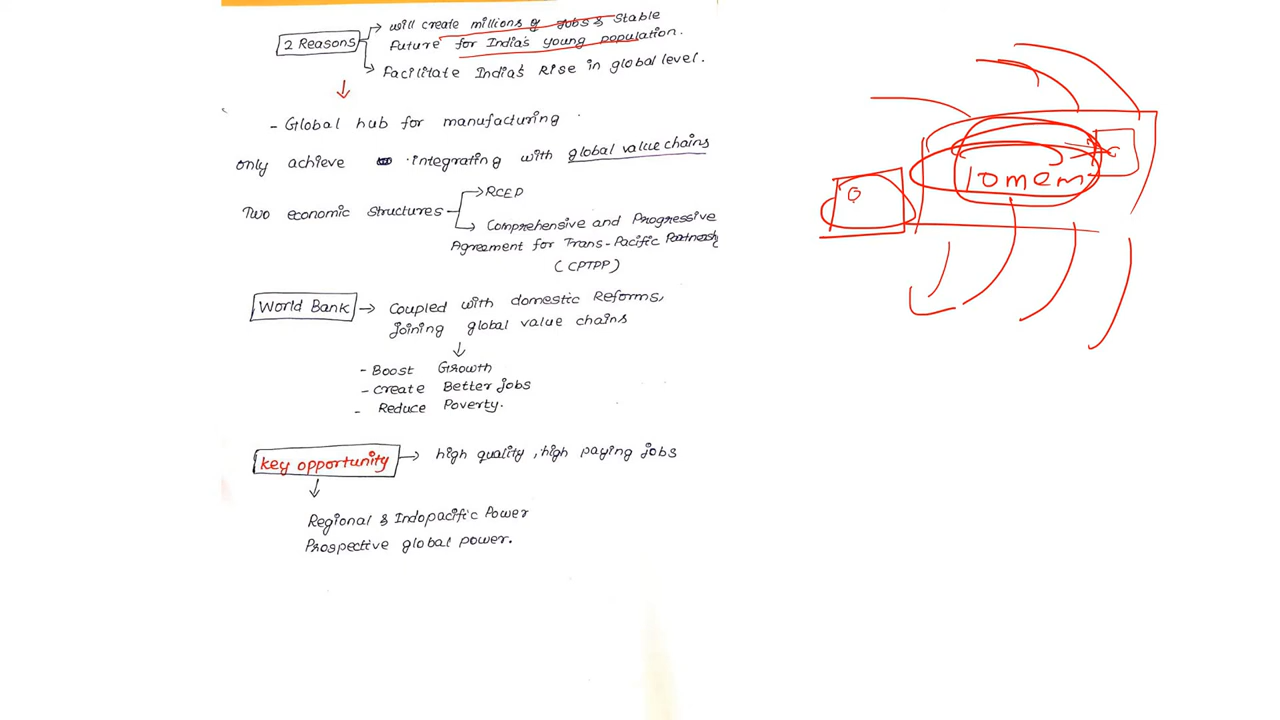 2 Reasons
will create millions of jobs & Stable
Future for India's young population.
Facilitate India's Rise in global level.
- Global hub for manufacturing
only achieve integrating with global value chains
Two economic structures
RCEP
Comprehensive and Progressive
Agreement for Trans-Pacific Partnership
(CPTPP)
World Bank
Coupled with domestic Reforms,
joining global value chains
- Boost Growth
- Create Better jobs
- Reduce Poverty.
key opportunity
high quality, high paying jobs
Regional & Indopacific Power
Prospective global power.
10mem